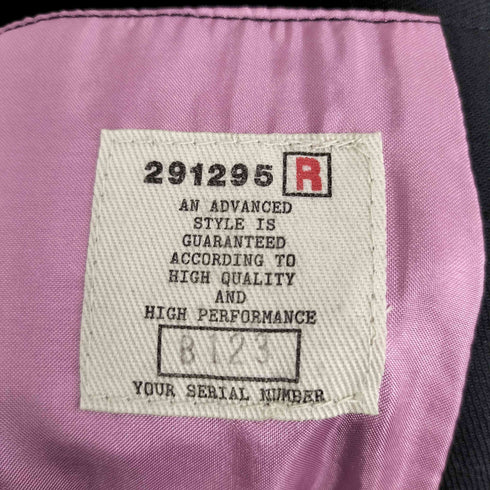 291295 R
AN ADVANCED
STYLE IS
GUARANTEED
ACCORDING TO
HIGH QUALITY
AND
HIGH PERFORMANCE
B123
YOUR SERIAL NUMBER